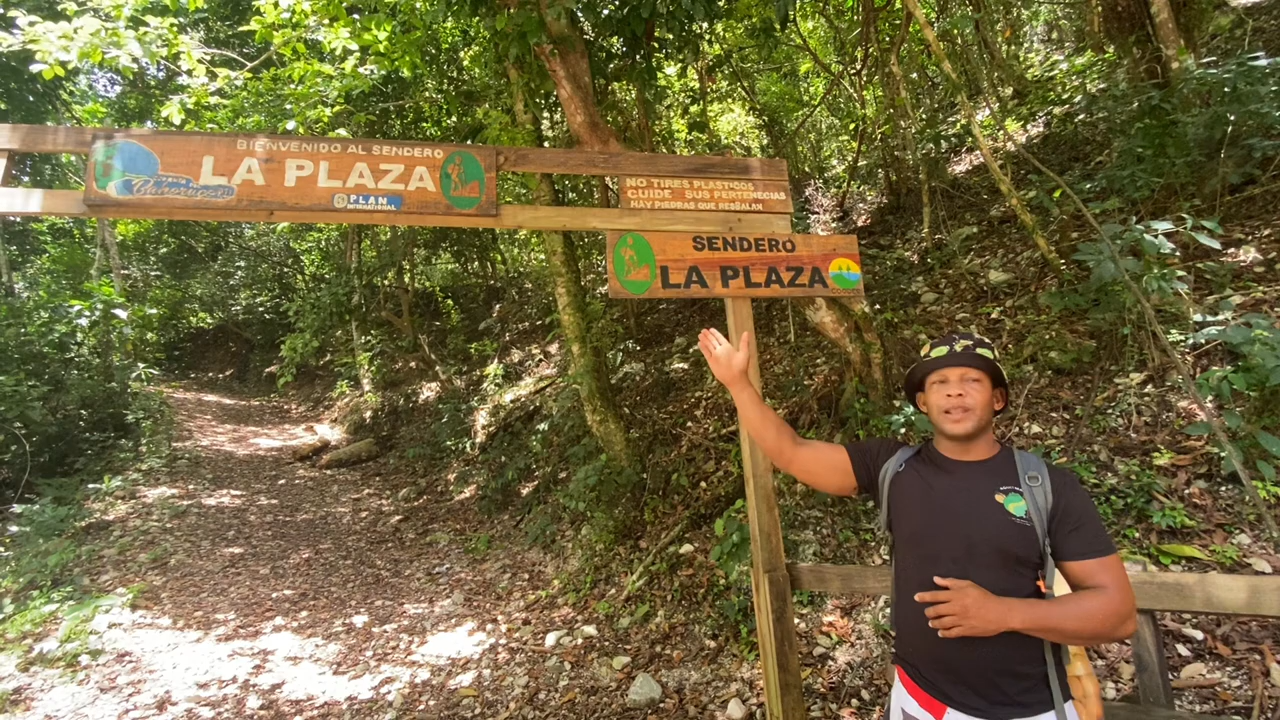 BIENVENIDO AL SENDERO
LA PLAZA
Bahoruco
PLAN
INTERNATIONAL
NO TIRES PLASTICOS
CUIDE SUS PERTENECIAS
HAY PIEDRAS QUE RESBALAN
SENDERO
LA PLAZA